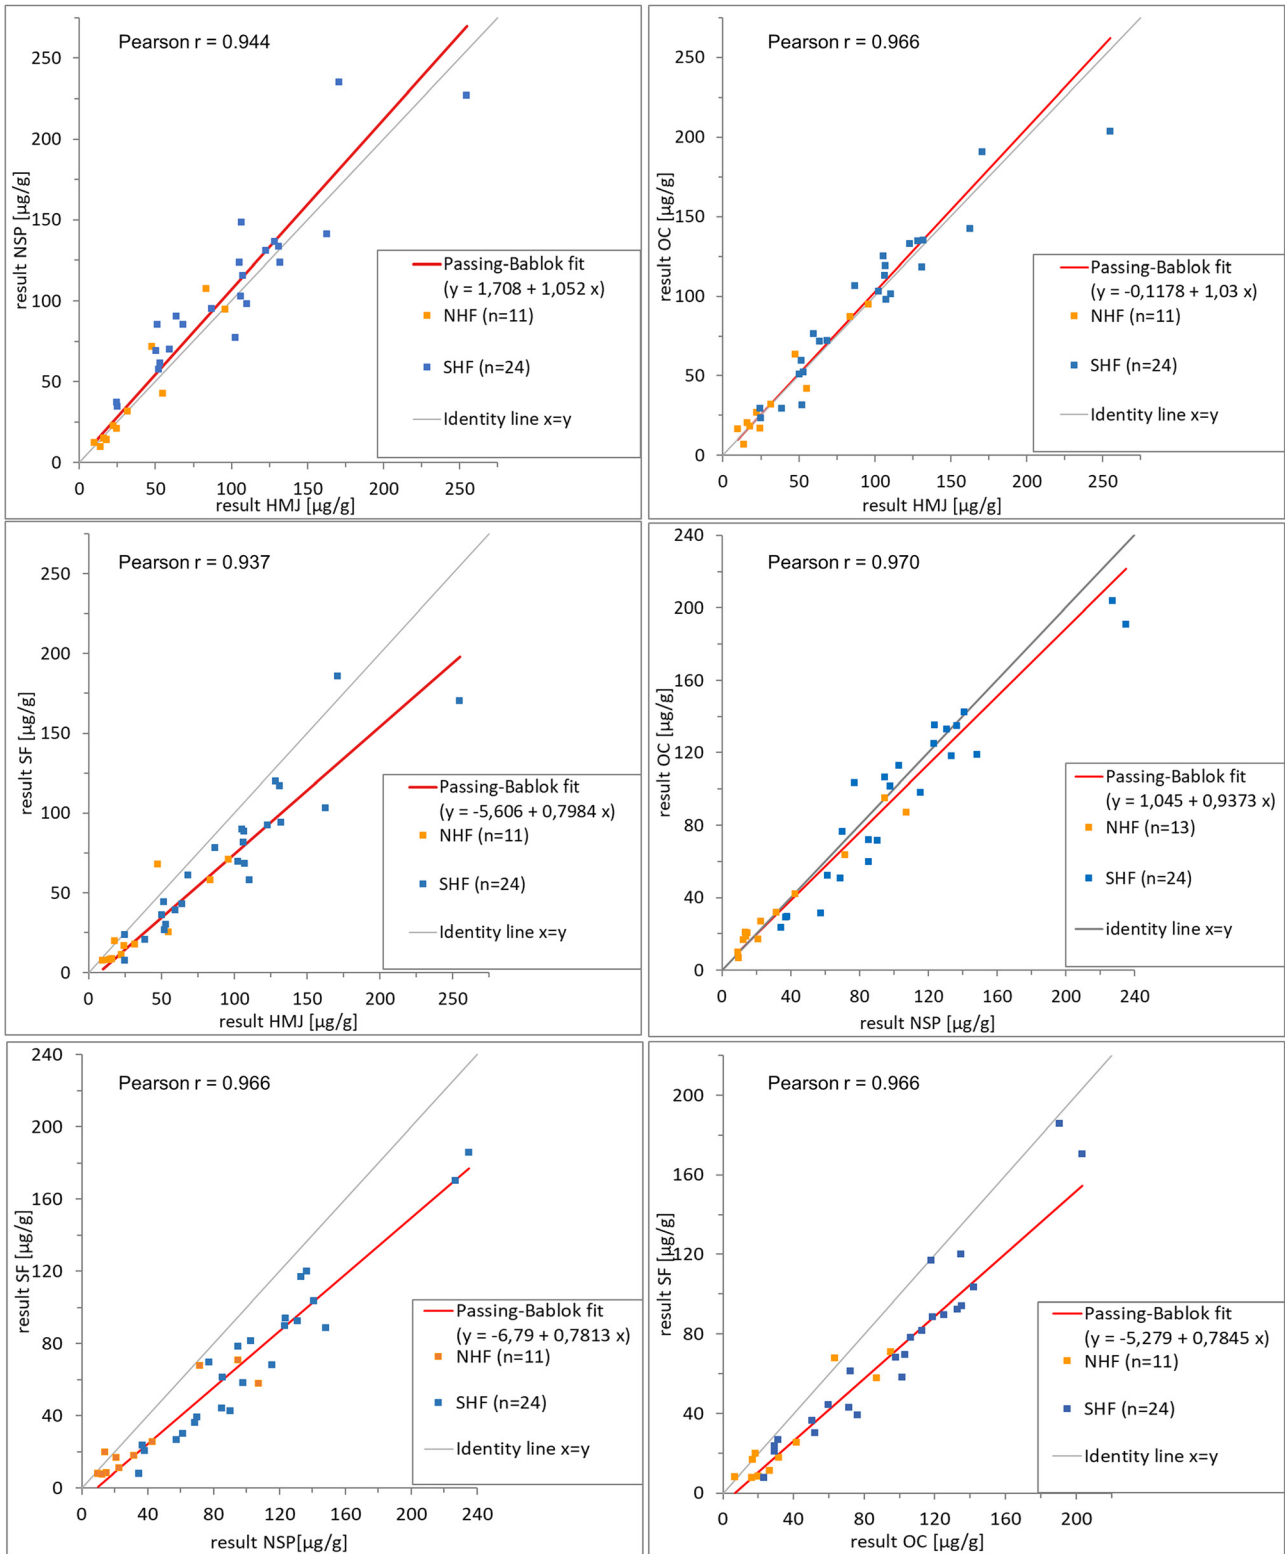 Pearson r = 0.944
250
200
150
100
50
0
result NSP [µg/g]
Passing-Bablok fit
(y = 1,708 + 1,052 x)
NHF (n=11)
SHF (n=24)
Identity line x=y
0 50 100 150 200 250
result HMJ [µg/g]
Pearson r = 0.966
250
200
150
100
50
0
result OC [µg/g]
Passing-Bablok fit
(y = -0,1178 + 1,03 x)
NHF (n=11)
SHF (n=24)
Identity line x=y
0 50 100 150 200 250
result HMJ [µg/g]
Pearson r = 0.937
250
200
150
100
50
0
result SF [µg/g]
Passing-Bablok fit
(y = -5,606 + 0,7984 x)
NHF (n=11)
SHF (n=24)
Identity line x=y
0 50 100 150 200 250
result HMJ [µg/g]
Pearson r = 0.970
240
200
160
120
80
40
0
result OC [µg/g]
Passing-Bablok fit
(y = 1,045 + 0,9373 x)
NHF (n=13)
SHF (n=24)
identity line x=y
0 40 80 120 160 200 240
result NSP [µg/g]
Pearson r = 0.966
240
200
160
120
80
40
0
result SF [µg/g]
Passing-Bablok fit
(y = -6,79 + 0,7813 x)
NHF (n=11)
SHF (n=24)
Identity line x=y
0 40 80 120 160 200 240
result NSP[µg/g]
Pearson r = 0.966
200
160
120
80
40
0
result SF [µg/g]
Passing-Bablok fit
(y = -5,279 + 0,7845 x)
NHF (n=11)
SHF (n=24)
Identity line x=y
0 40 80 120 160 200
result OC [µg/g]